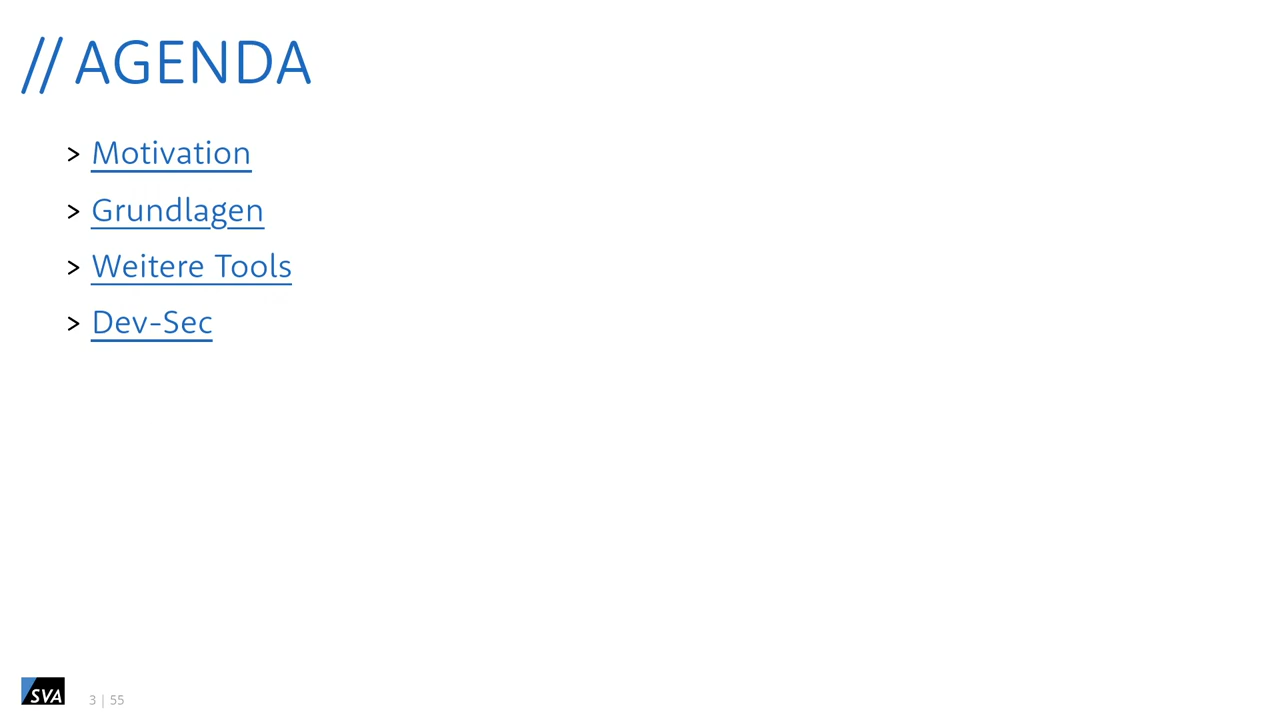 // AGENDA
> Motivation
> Grundlagen
> Weitere Tools
> Dev-Sec
SVA
3 | 55